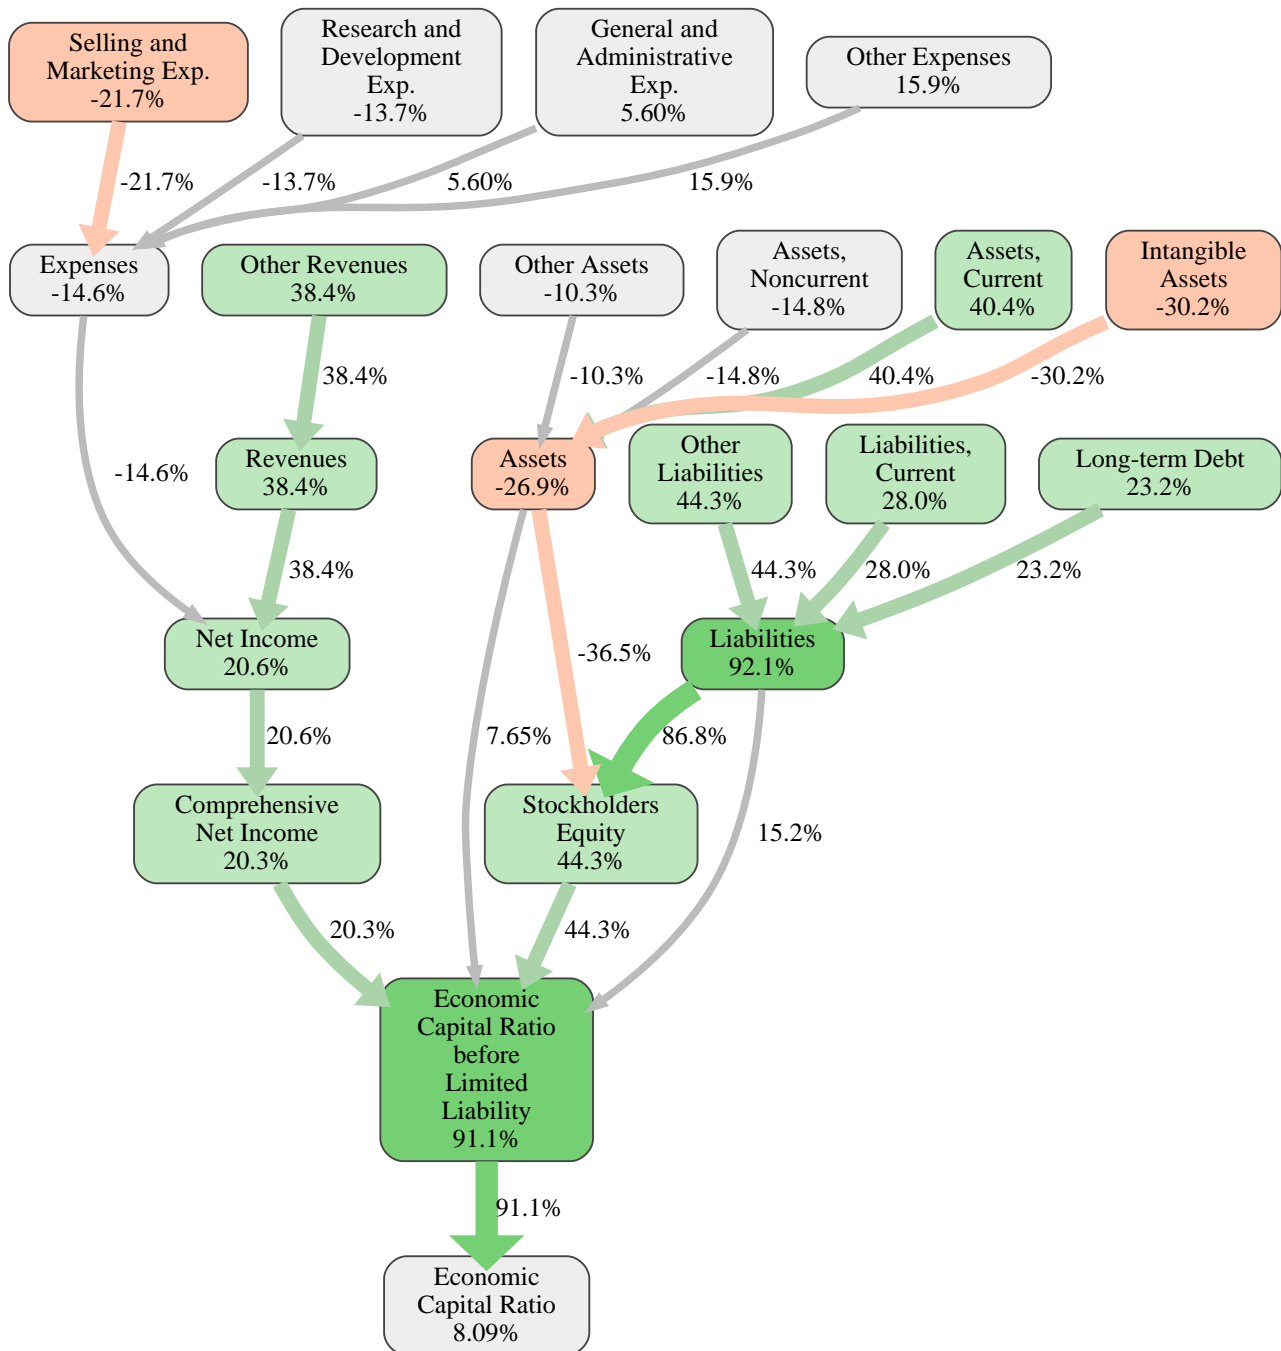 Selling and
Marketing Exp.
-21.7%
Research and
Development
Exp.
-13.7%
General and
Administrative
Exp.
5.60%
Other Expenses
15.9%
-21.7%
-13.7%
5.60%
15.9%
Expenses
-14.6%
Other Revenues
38.4%
Other Assets
-10.3%
Assets,
Noncurrent
-14.8%
Assets,
Current
40.4%
Intangible
Assets
-30.2%
38.4%
-10.3%
-14.8%
40.4%
-30.2%
-14.6%
Revenues
38.4%
Assets
-26.9%
Other
Liabilities
44.3%
Liabilities,
Current
28.0%
Long-term Debt
23.2%
38.4%
44.3%
28.0%
23.2%
Net Income
20.6%
-36.5%
Liabilities
92.1%
20.6%
7.65%
86.8%
Comprehensive
Net Income
20.3%
Stockholders
Equity
44.3%
15.2%
20.3%
44.3%
Economic
Capital Ratio
before
Limited
Liability
91.1%
91.1%
Economic
Capital Ratio
8.09%